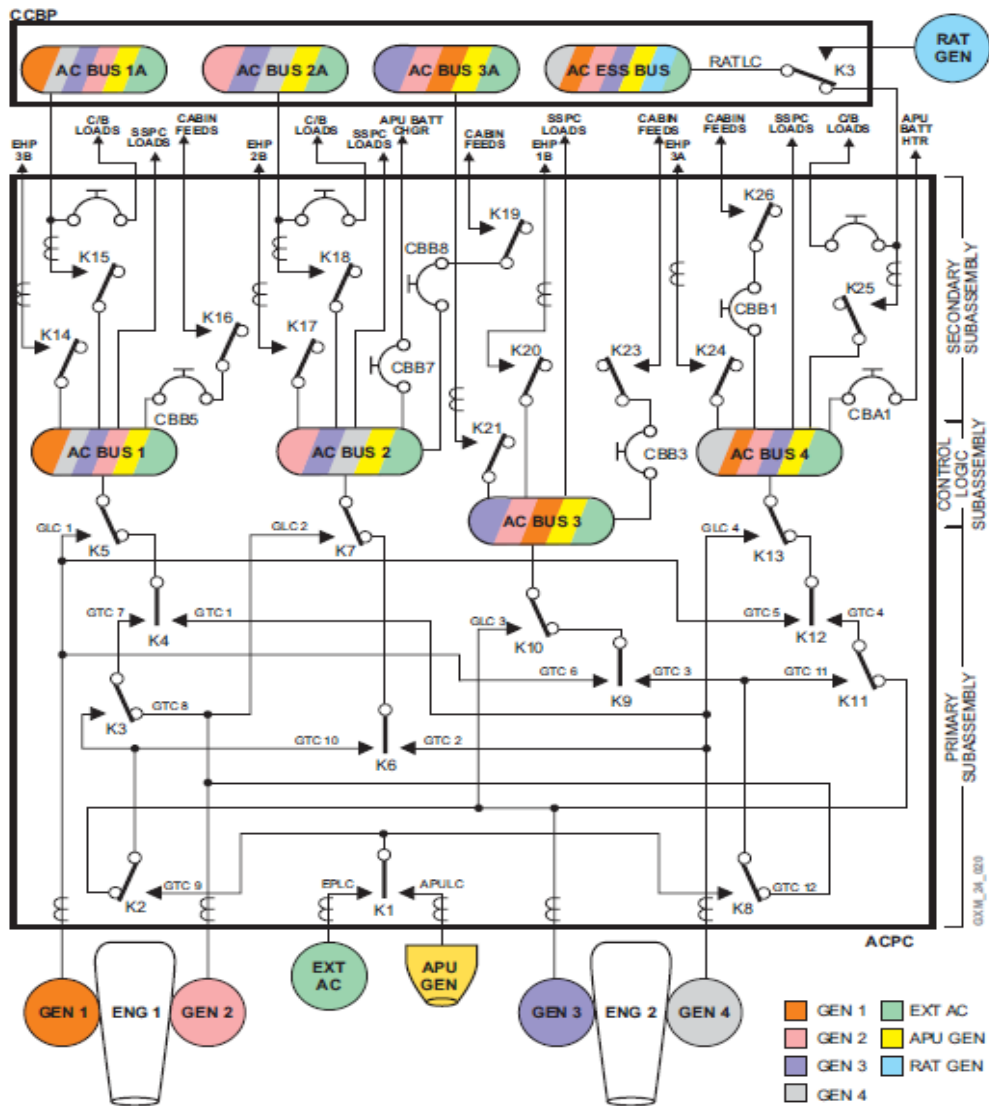 CCBP
AC BUS 1A
AC BUS 2A
AC BUS 3A
AC ESS BUS
RATLC
K3
RAT
GEN
EHP
3B
C/B
LOADS
SSPC
LOADS
CABIN
FEEDS
EHP
2B
C/B
LOADS
SSPC
LOADS
APU BATT
CHGR
CABIN
FEEDS
EHP
1B
SSPC
LOADS
CABIN
FEEDS
EHP
3A
CABIN
FEEDS
SSPC
LOADS
C/B
LOADS
APU
BATT
HTR
K15
K14
K16
CBB5
K18
K17
CBB8
CBB7
K19
K20
K21
K23
CBB3
K26
CBB1
K24
K25
CBA1
SECONDARY
SUBASSEMBLY
AC BUS 1
AC BUS 2
AC BUS 3
AC BUS 4
CONTROL
LOGIC
SUBASSEMBLY
GLC 1
K5
GLC 2
K7
GLC 3
K10
GLC 4
K13
GTC 7
K4
GTC 1
GTC 6
K9
GTC 3
GTC 5
K12
GTC 4
GTC 11
K11
K3
GTC 8
GTC 10
K6
GTC 2
PRIMARY
SUBASSEMBLY
K2
GTC 9
EPLC
K1
APULC
K8
GTC 12
GXM_24_020
ACPC
GEN 1
ENG 1
GEN 2
EXT
AC
APU
GEN
GEN 3
ENG 2
GEN 4
GEN 1
GEN 2
GEN 3
GEN 4
EXT AC
APU GEN
RAT GEN